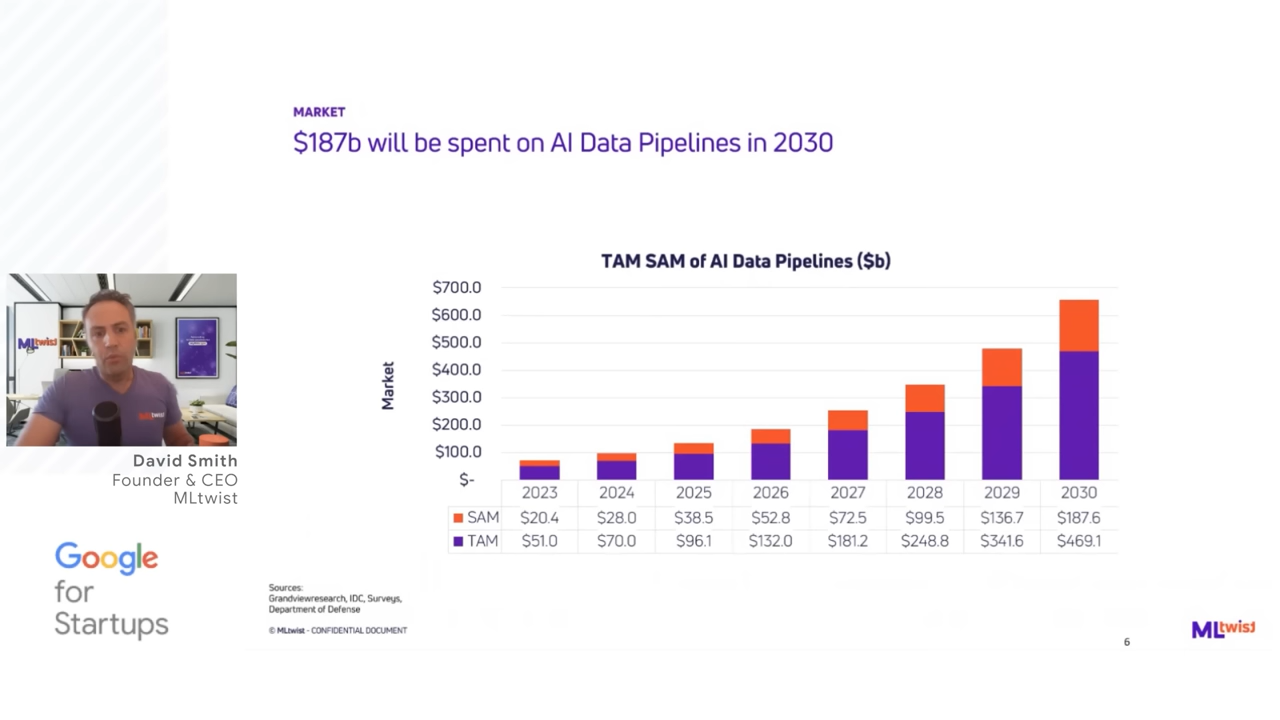 MARKET
$187b will be spent on AI Data Pipelines in 2030
TAM SAM of AI Data Pipelines ($b)
Market
$700.0
$600.0
$500.0
$400.0
$300.0
$200.0
$100.0
$-
2023 2024 2025 2026 2027 2028 2029 2030
SAM $20.4 $28.0 $38.5 $52.8 $72.5 $99.5 $136.7 $187.6
TAM $51.0 $70.0 $96.1 $132.0 $181.2 $248.8 $341.6 $469.1
MLtwist
David Smith
Founder & CEO
MLtwist
Google
for
Startups
Sources:
Grandviewresearch, IDC, Surveys,
Department of Defense
© MLtwist - CONFIDENTIAL DOCUMENT
6
MLtwist